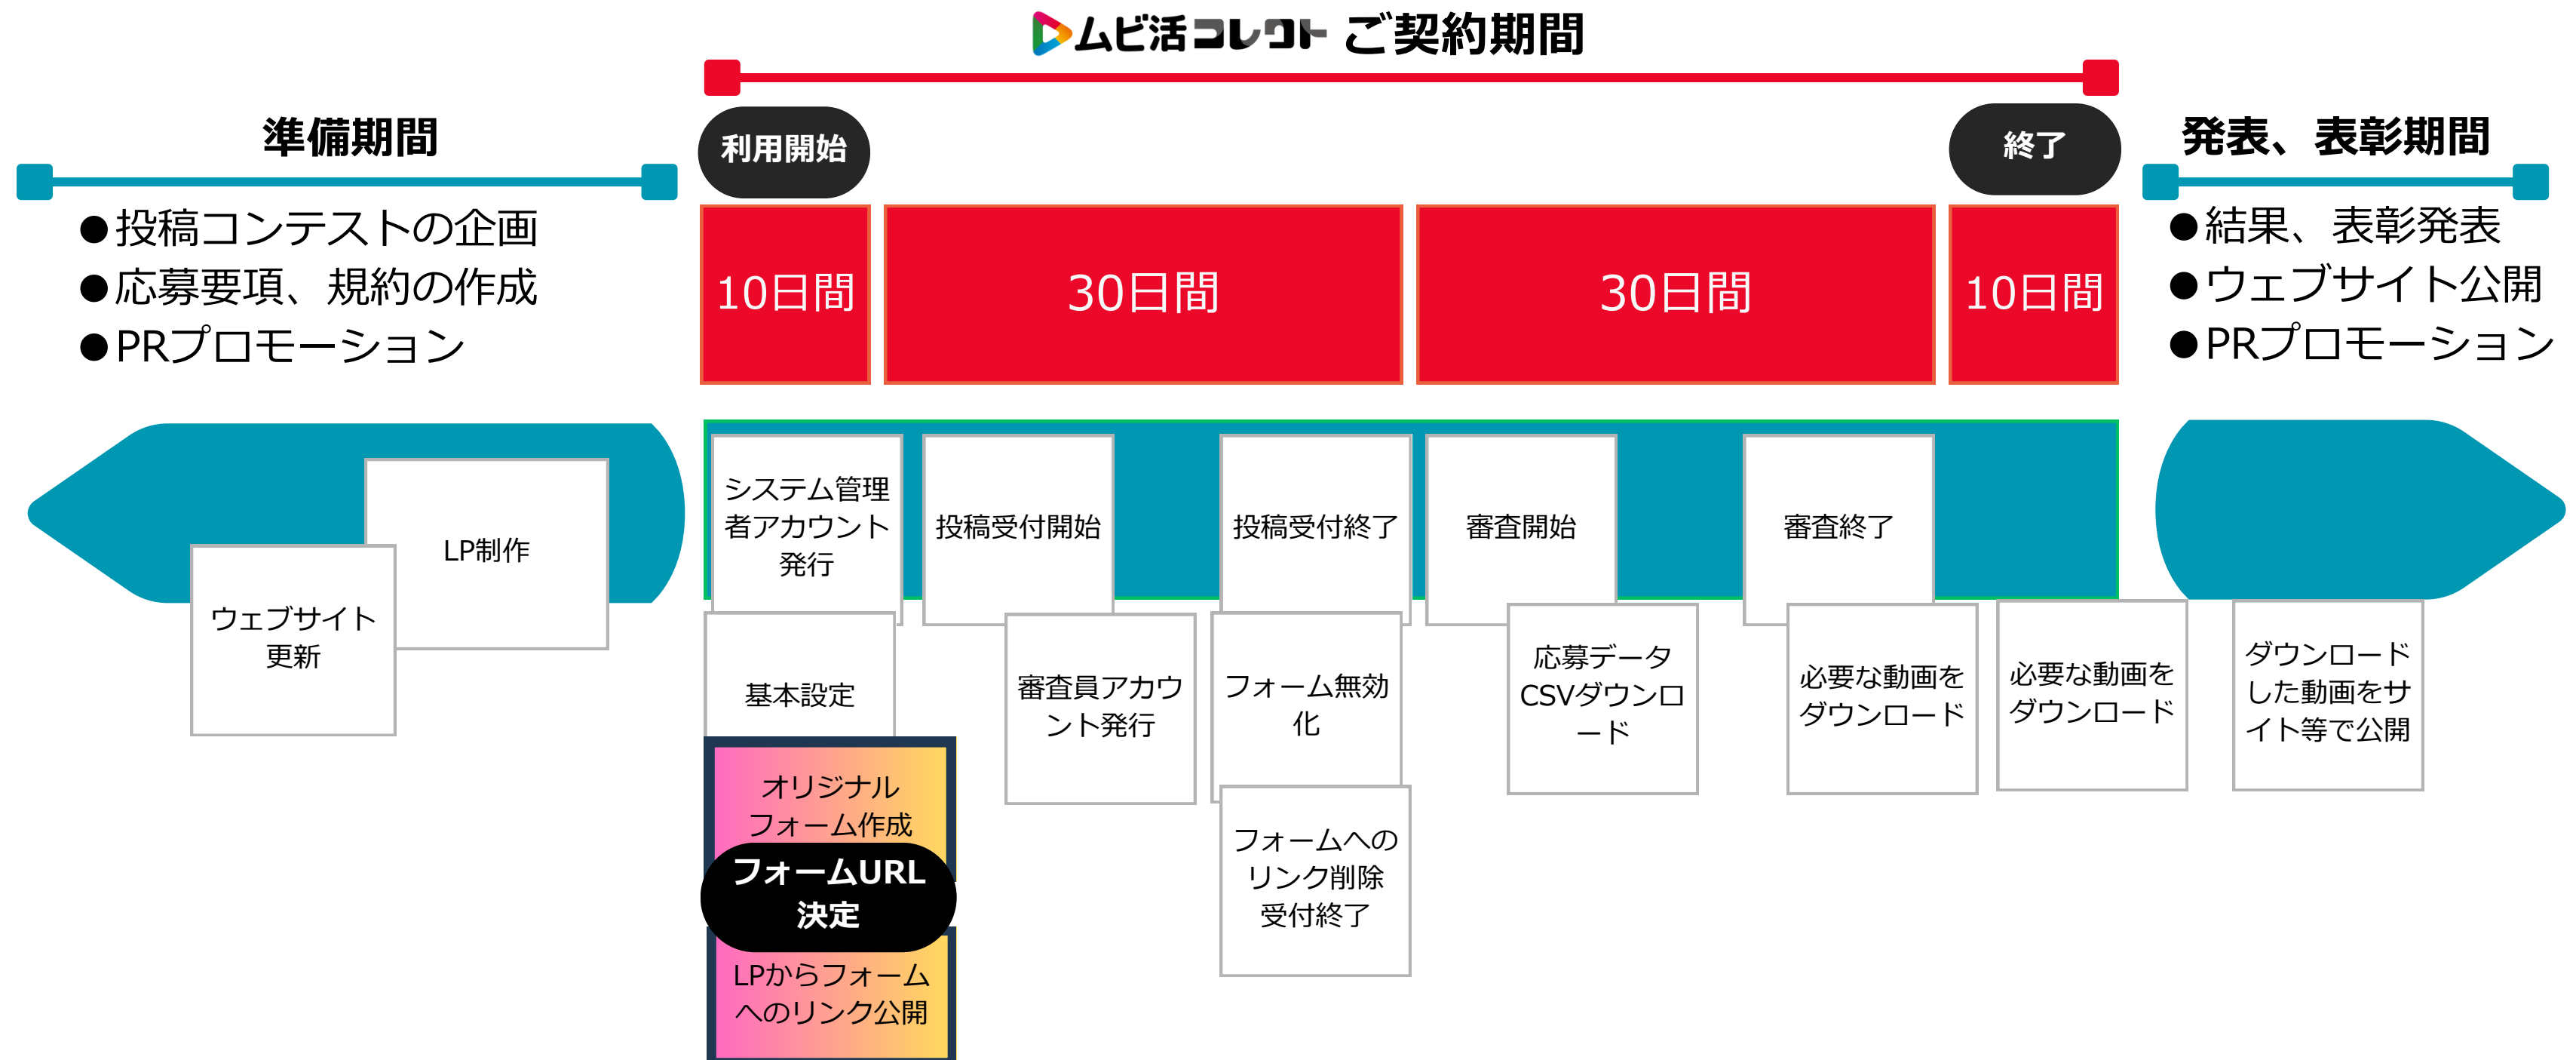 ムビ活コレクト ご契約期間
準備期間
●投稿コンテストの企画
●応募要項、規約の作成
●PRプロモーション
利用開始
終了
発表、表彰期間
●結果、表彰発表
●ウェブサイト公開
●PRプロモーション
10日間
30日間
30日間
10日間
LP制作
ウェブサイト
更新
システム管理
者アカウント
発行
基本設定
オリジナル
フォーム作成
フォームURL
決定
LPからフォーム
へのリンク公開
投稿受付開始
審査員アカウ
ント発行
投稿受付終了
フォーム無効
化
フォームへの
リンク削除
受付終了
審査開始
応募データ
CSVダウンロ
ード
審査終了
必要な動画を
ダウンロード
必要な動画を
ダウンロード
ダウンロード
した動画をサ
イト等で公開